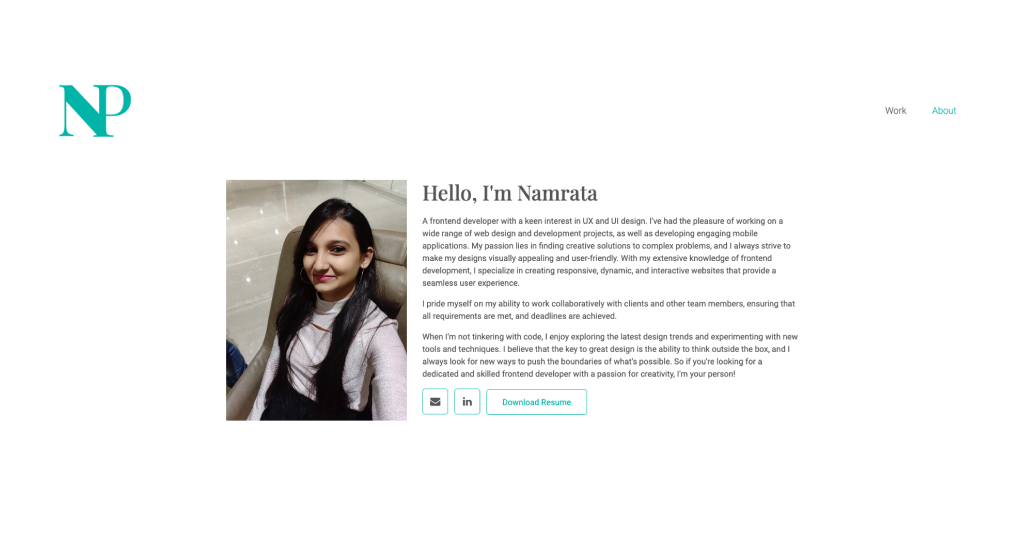 NP
Work
About
Hello, I'm Namrata
A frontend developer with a keen interest in UX and UI design. I've had the pleasure of working on a
wide range of web design and development projects, as well as developing engaging mobile
applications. My passion lies in finding creative solutions to complex problems, and I always strive to
make my designs visually appealing and user-friendly. With my extensive knowledge of frontend
development, I specialize in creating responsive, dynamic, and interactive websites that provide a
seamless user experience.
I pride myself on my ability to work collaboratively with clients and other team members, ensuring that
all requirements are met, and deadlines are achieved.
When I'm not tinkering with code, I enjoy exploring the latest design trends and experimenting with new
tools and techniques. I believe that the key to great design is the ability to think outside the box, and I
always look for new ways to push the boundaries of what's possible. So if you're looking for a
dedicated and skilled frontend developer with a passion for creativity, I'm your person!
in
Download Resume.